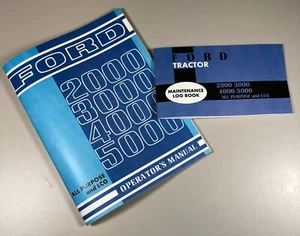 FORD
2000
3000
4000
5000
ALL PURPOSE
and LCG
OPERATOR'S MANUAL
FORD
TRACTOR
MAINTENANCE
LOG BOOK
2000 3000
4000 5000
ALL PURPOSE and LCG